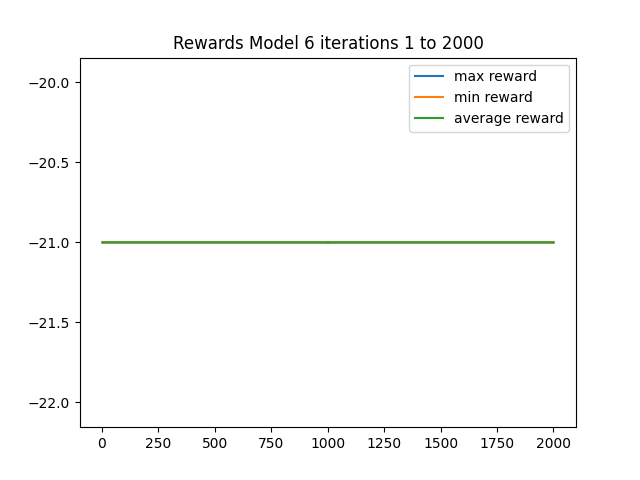 Rewards Model 6 iterations 1 to 2000
max reward
min reward
average reward
−20.0
−20.5
−21.0
−21.5
−22.0
0 250 500 750 1000 1250 1500 1750 2000